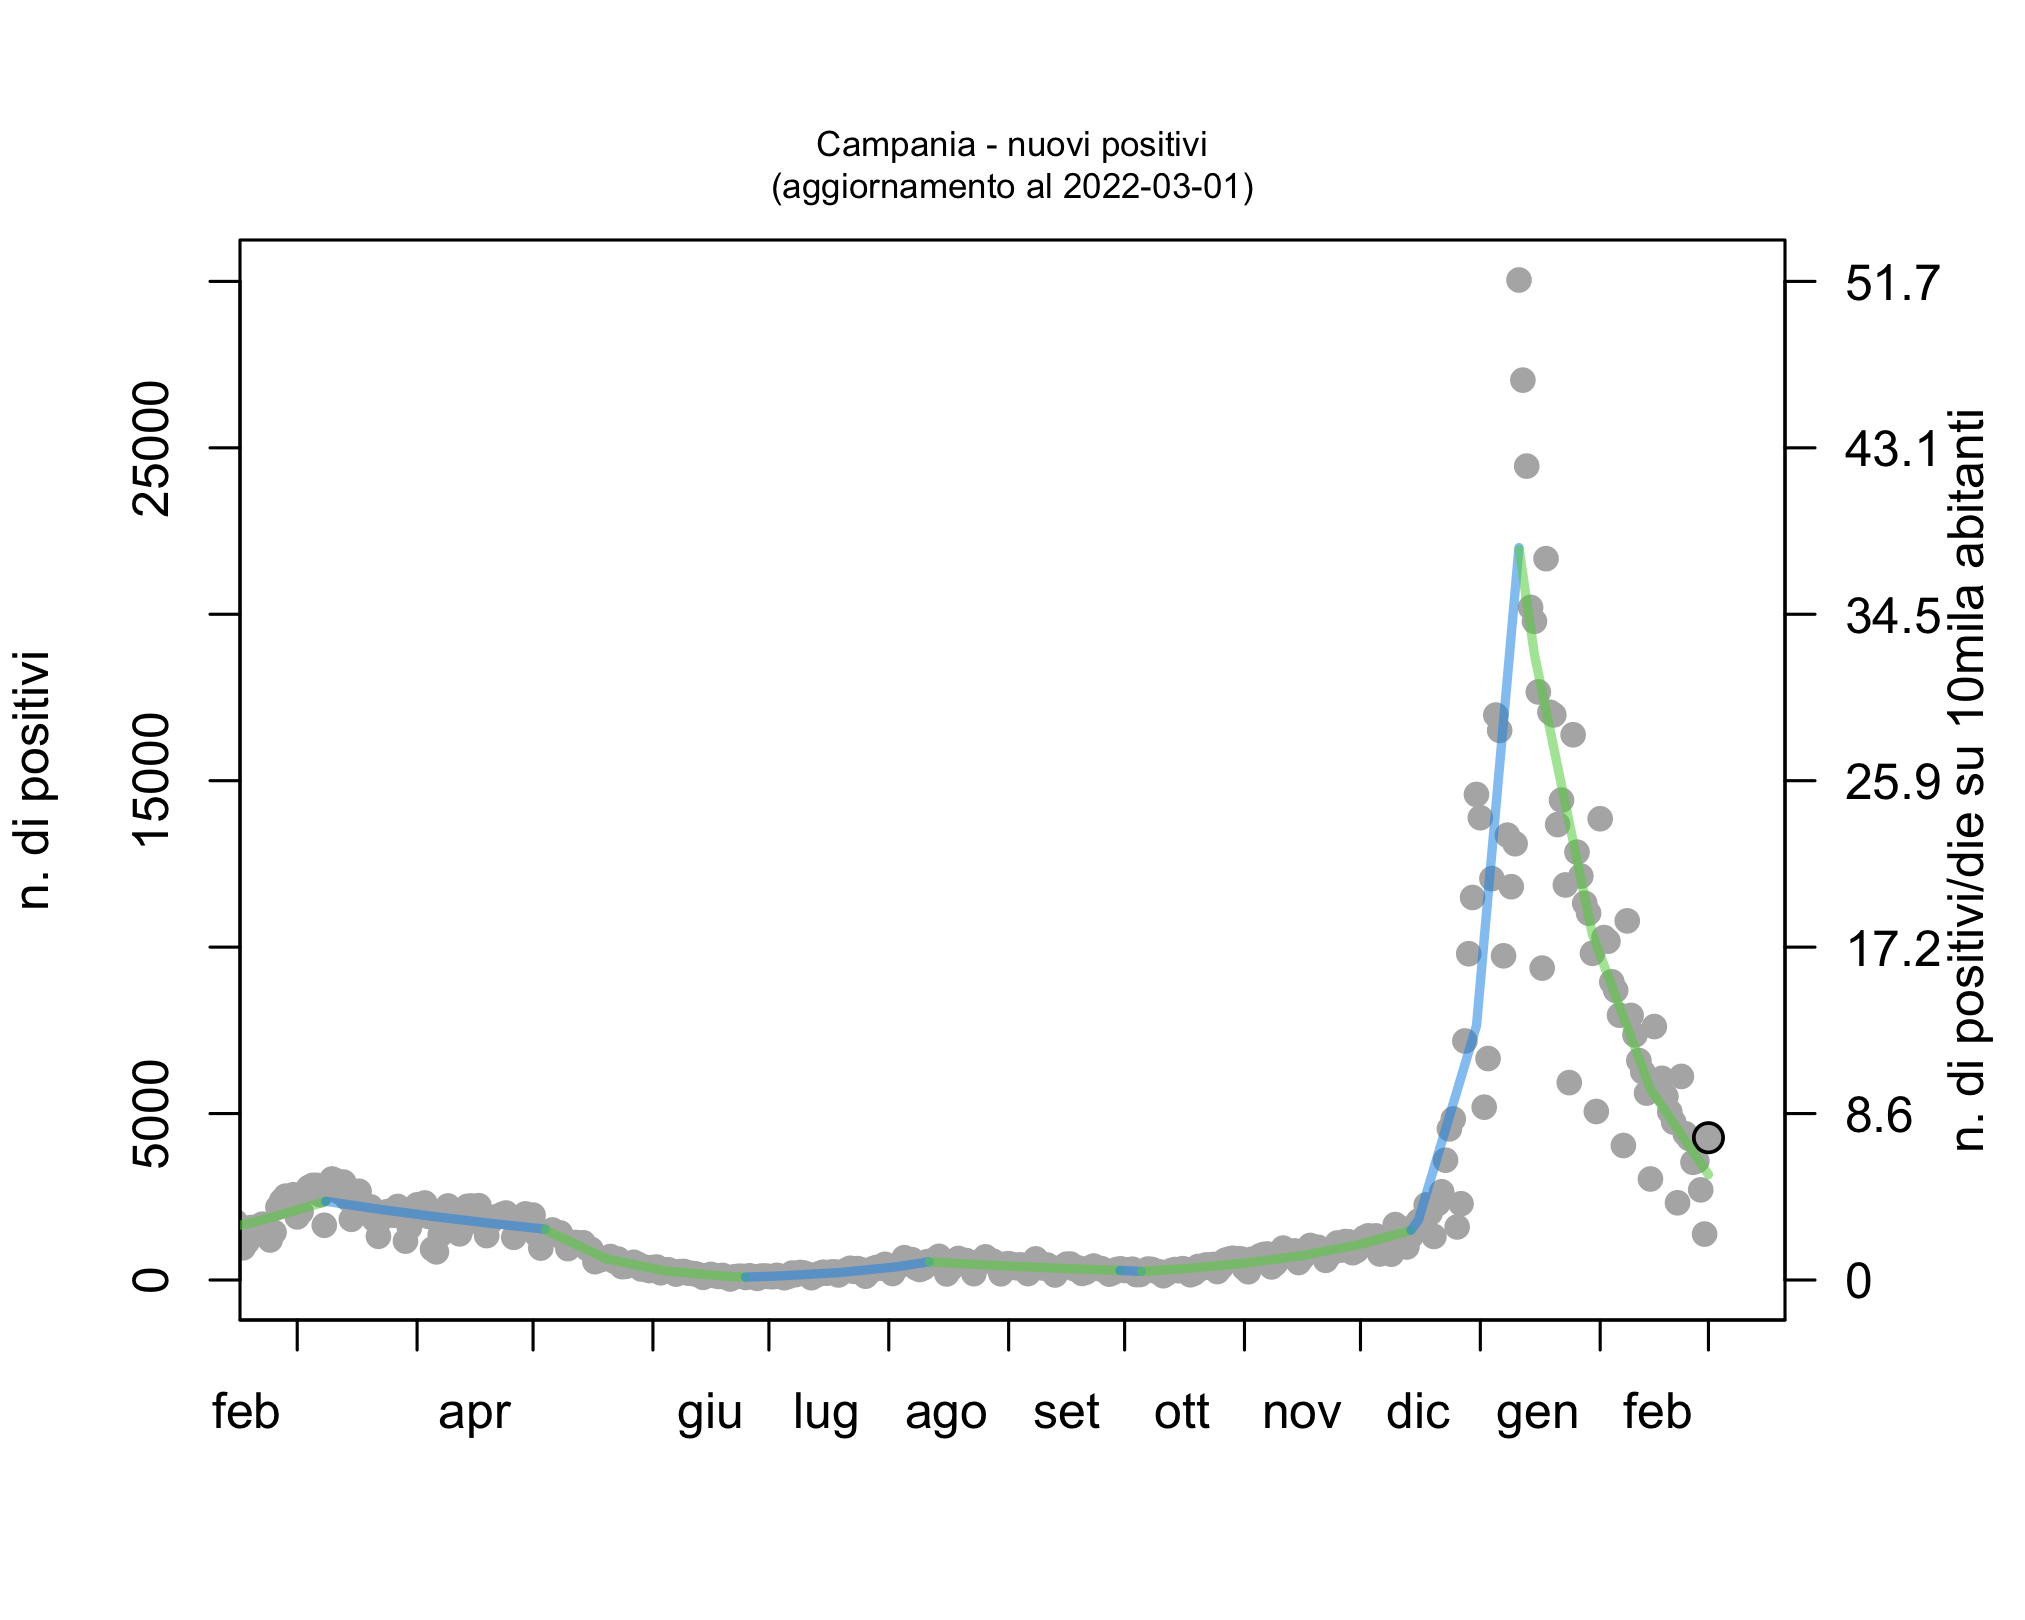 Campania - nuovi positivi
(aggiornamento al 2022-03-01)
n. di positivi
25000
15000
5000
0
51.7
43.1
34.5
25.9
17.2
8.6
0
n. di positivi/die su 10mila abitanti
feb apr giu lug ago set ott nov dic gen feb